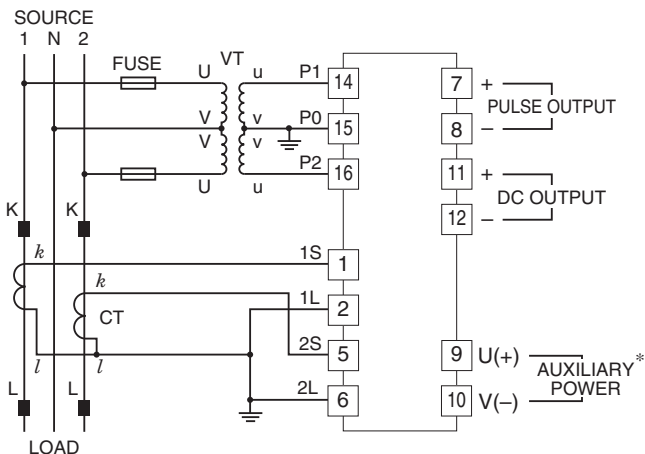 SOURCE
1 N 2
FUSE
VT
U
u
P1
14
V
v
P0
15
V
v
U
u
P2
16
7
+
PULSE OUTPUT
8
−
11
+
DC OUTPUT
12
−
K
K
k
1S
1
k
CT
1L
2
l
l
2S
5
L
L
2L
6
9
U(+)
AUXILIARY*
POWER
10
V(−)
LOAD